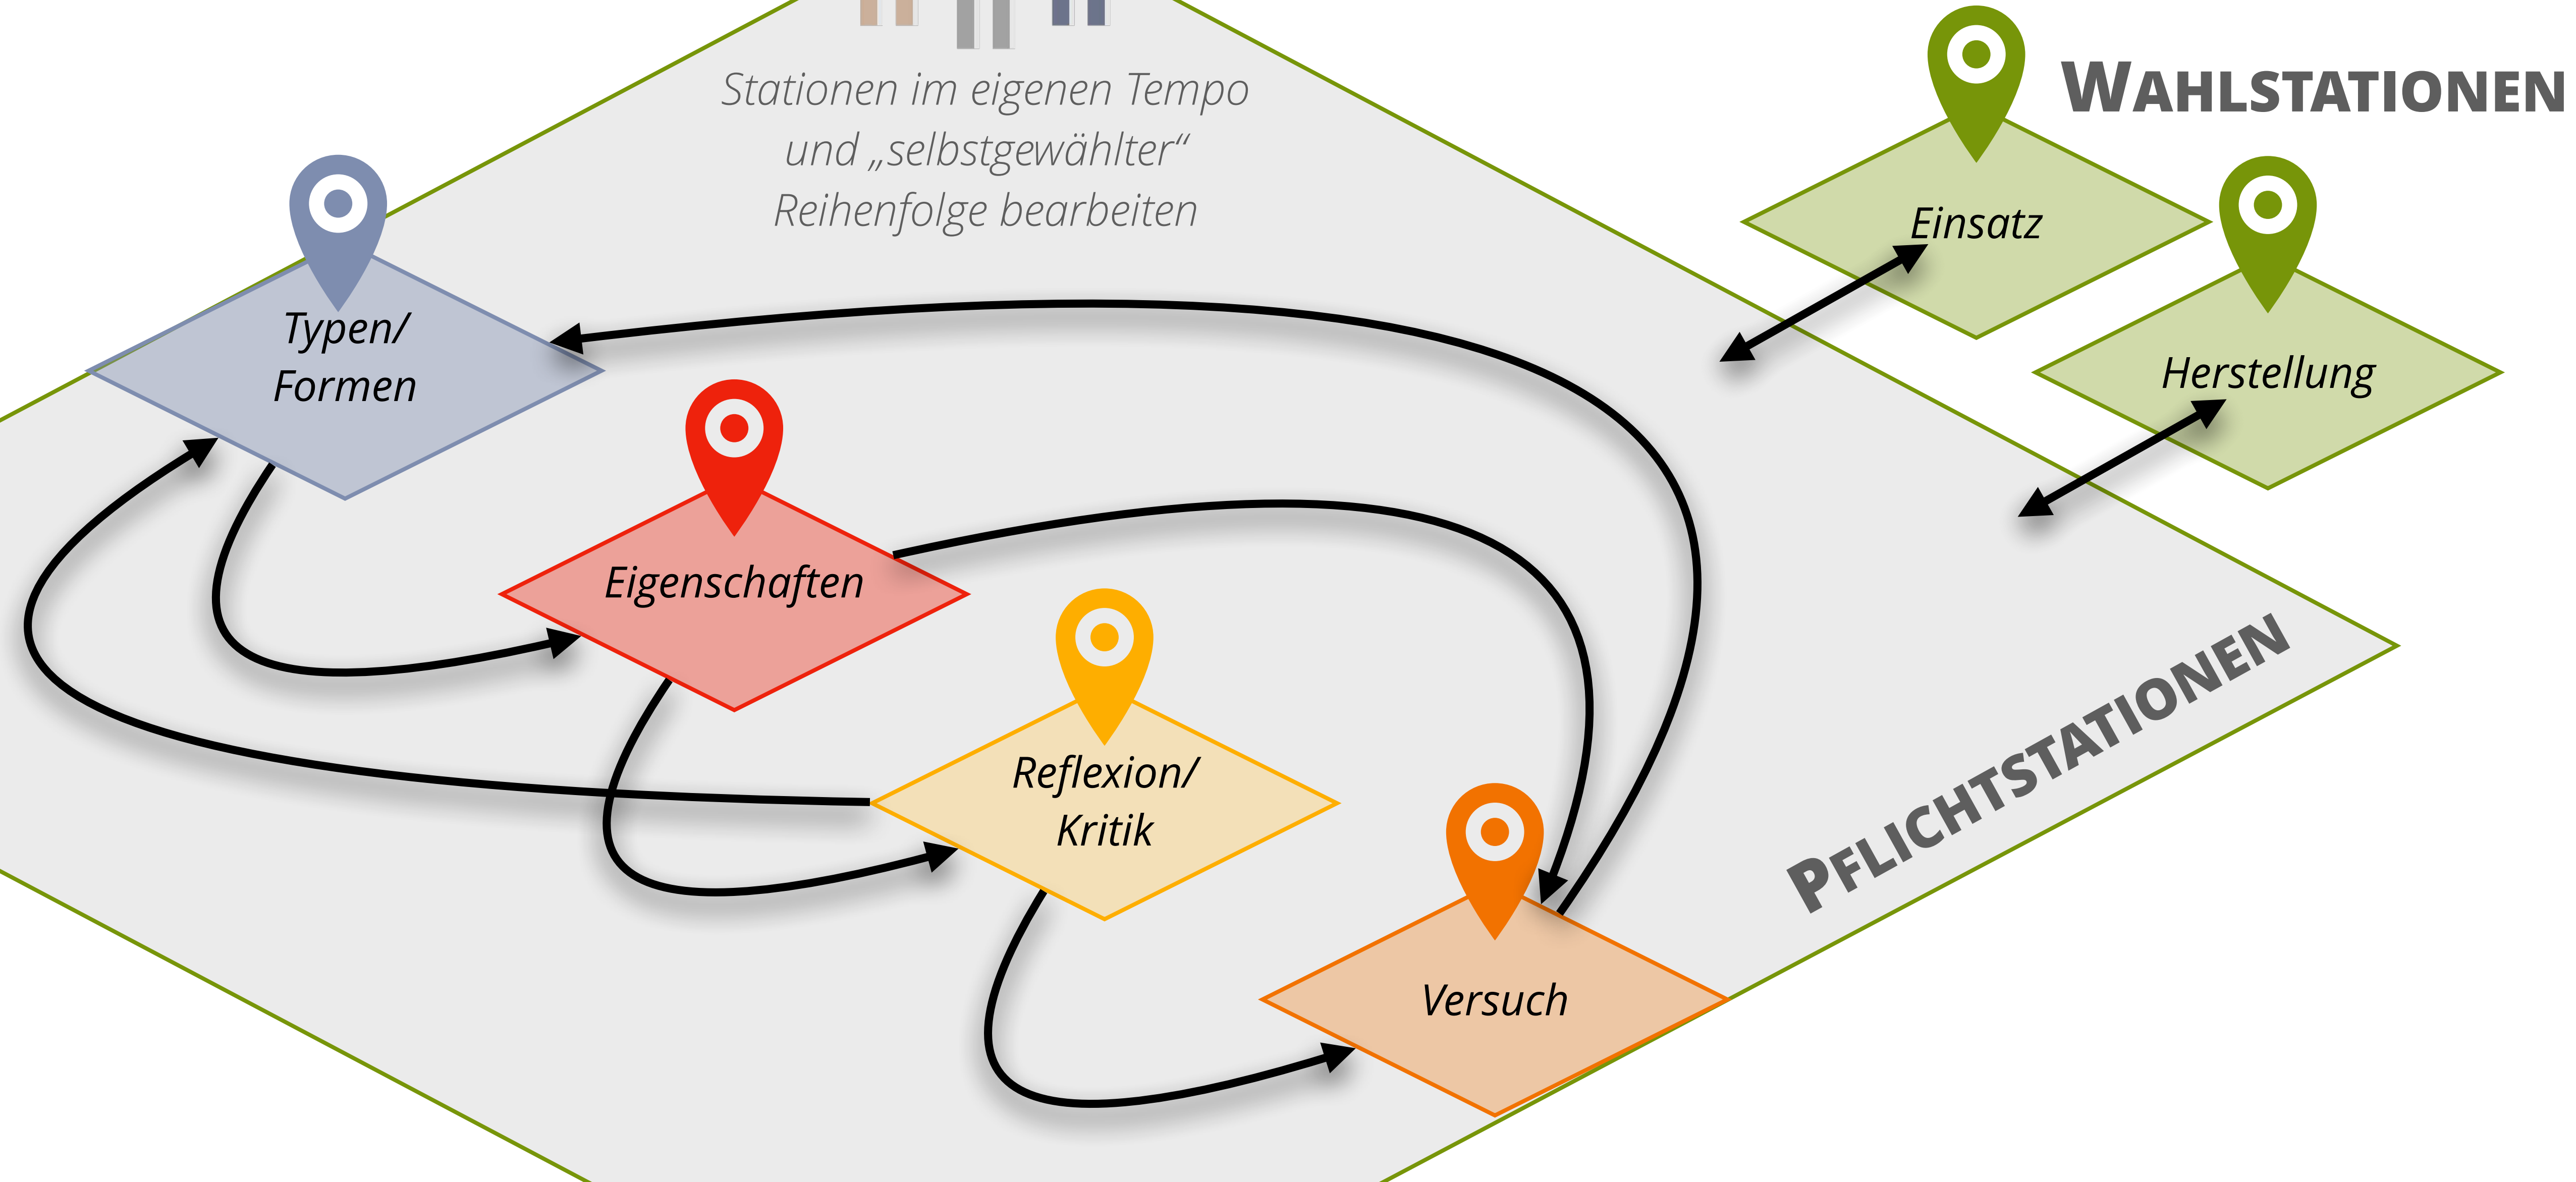 Stationen im eigenen Tempo
und „selbstgewählter“
Reihenfolge bearbeiten
WAHLSTATIONEN
Einsatz
Herstellung
Typen/
Formen
Eigenschaften
Reflexion/
Kritik
Versuch
PFLICHTSTATIONEN